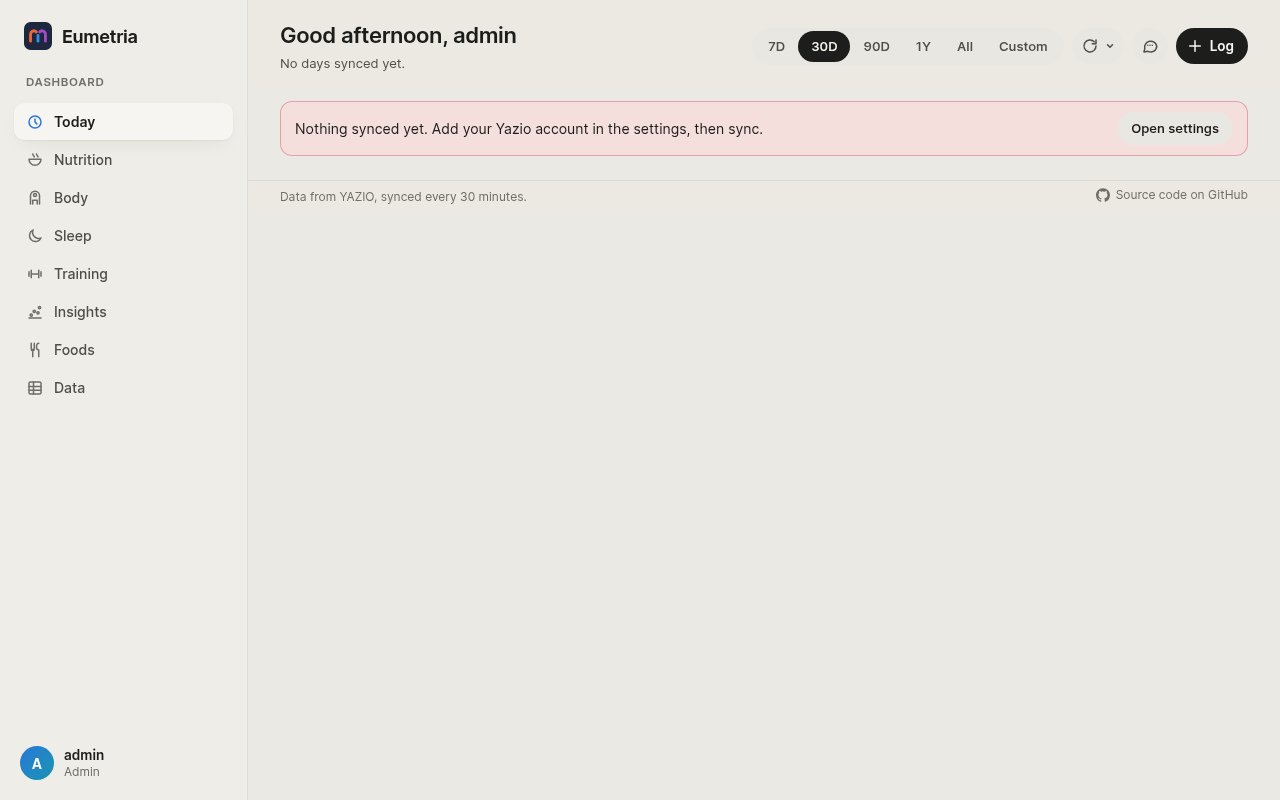 Eumetria
DASHBOARD
Today
Nutrition
Body
Sleep
Training
Insights
Foods
Data
A
admin
Admin
Good afternoon, admin
No days synced yet.
7D 30D 90D 1Y All Custom
Log
Nothing synced yet. Add your Yazio account in the settings, then sync.
Open settings
Data from YAZIO, synced every 30 minutes.
Source code on GitHub